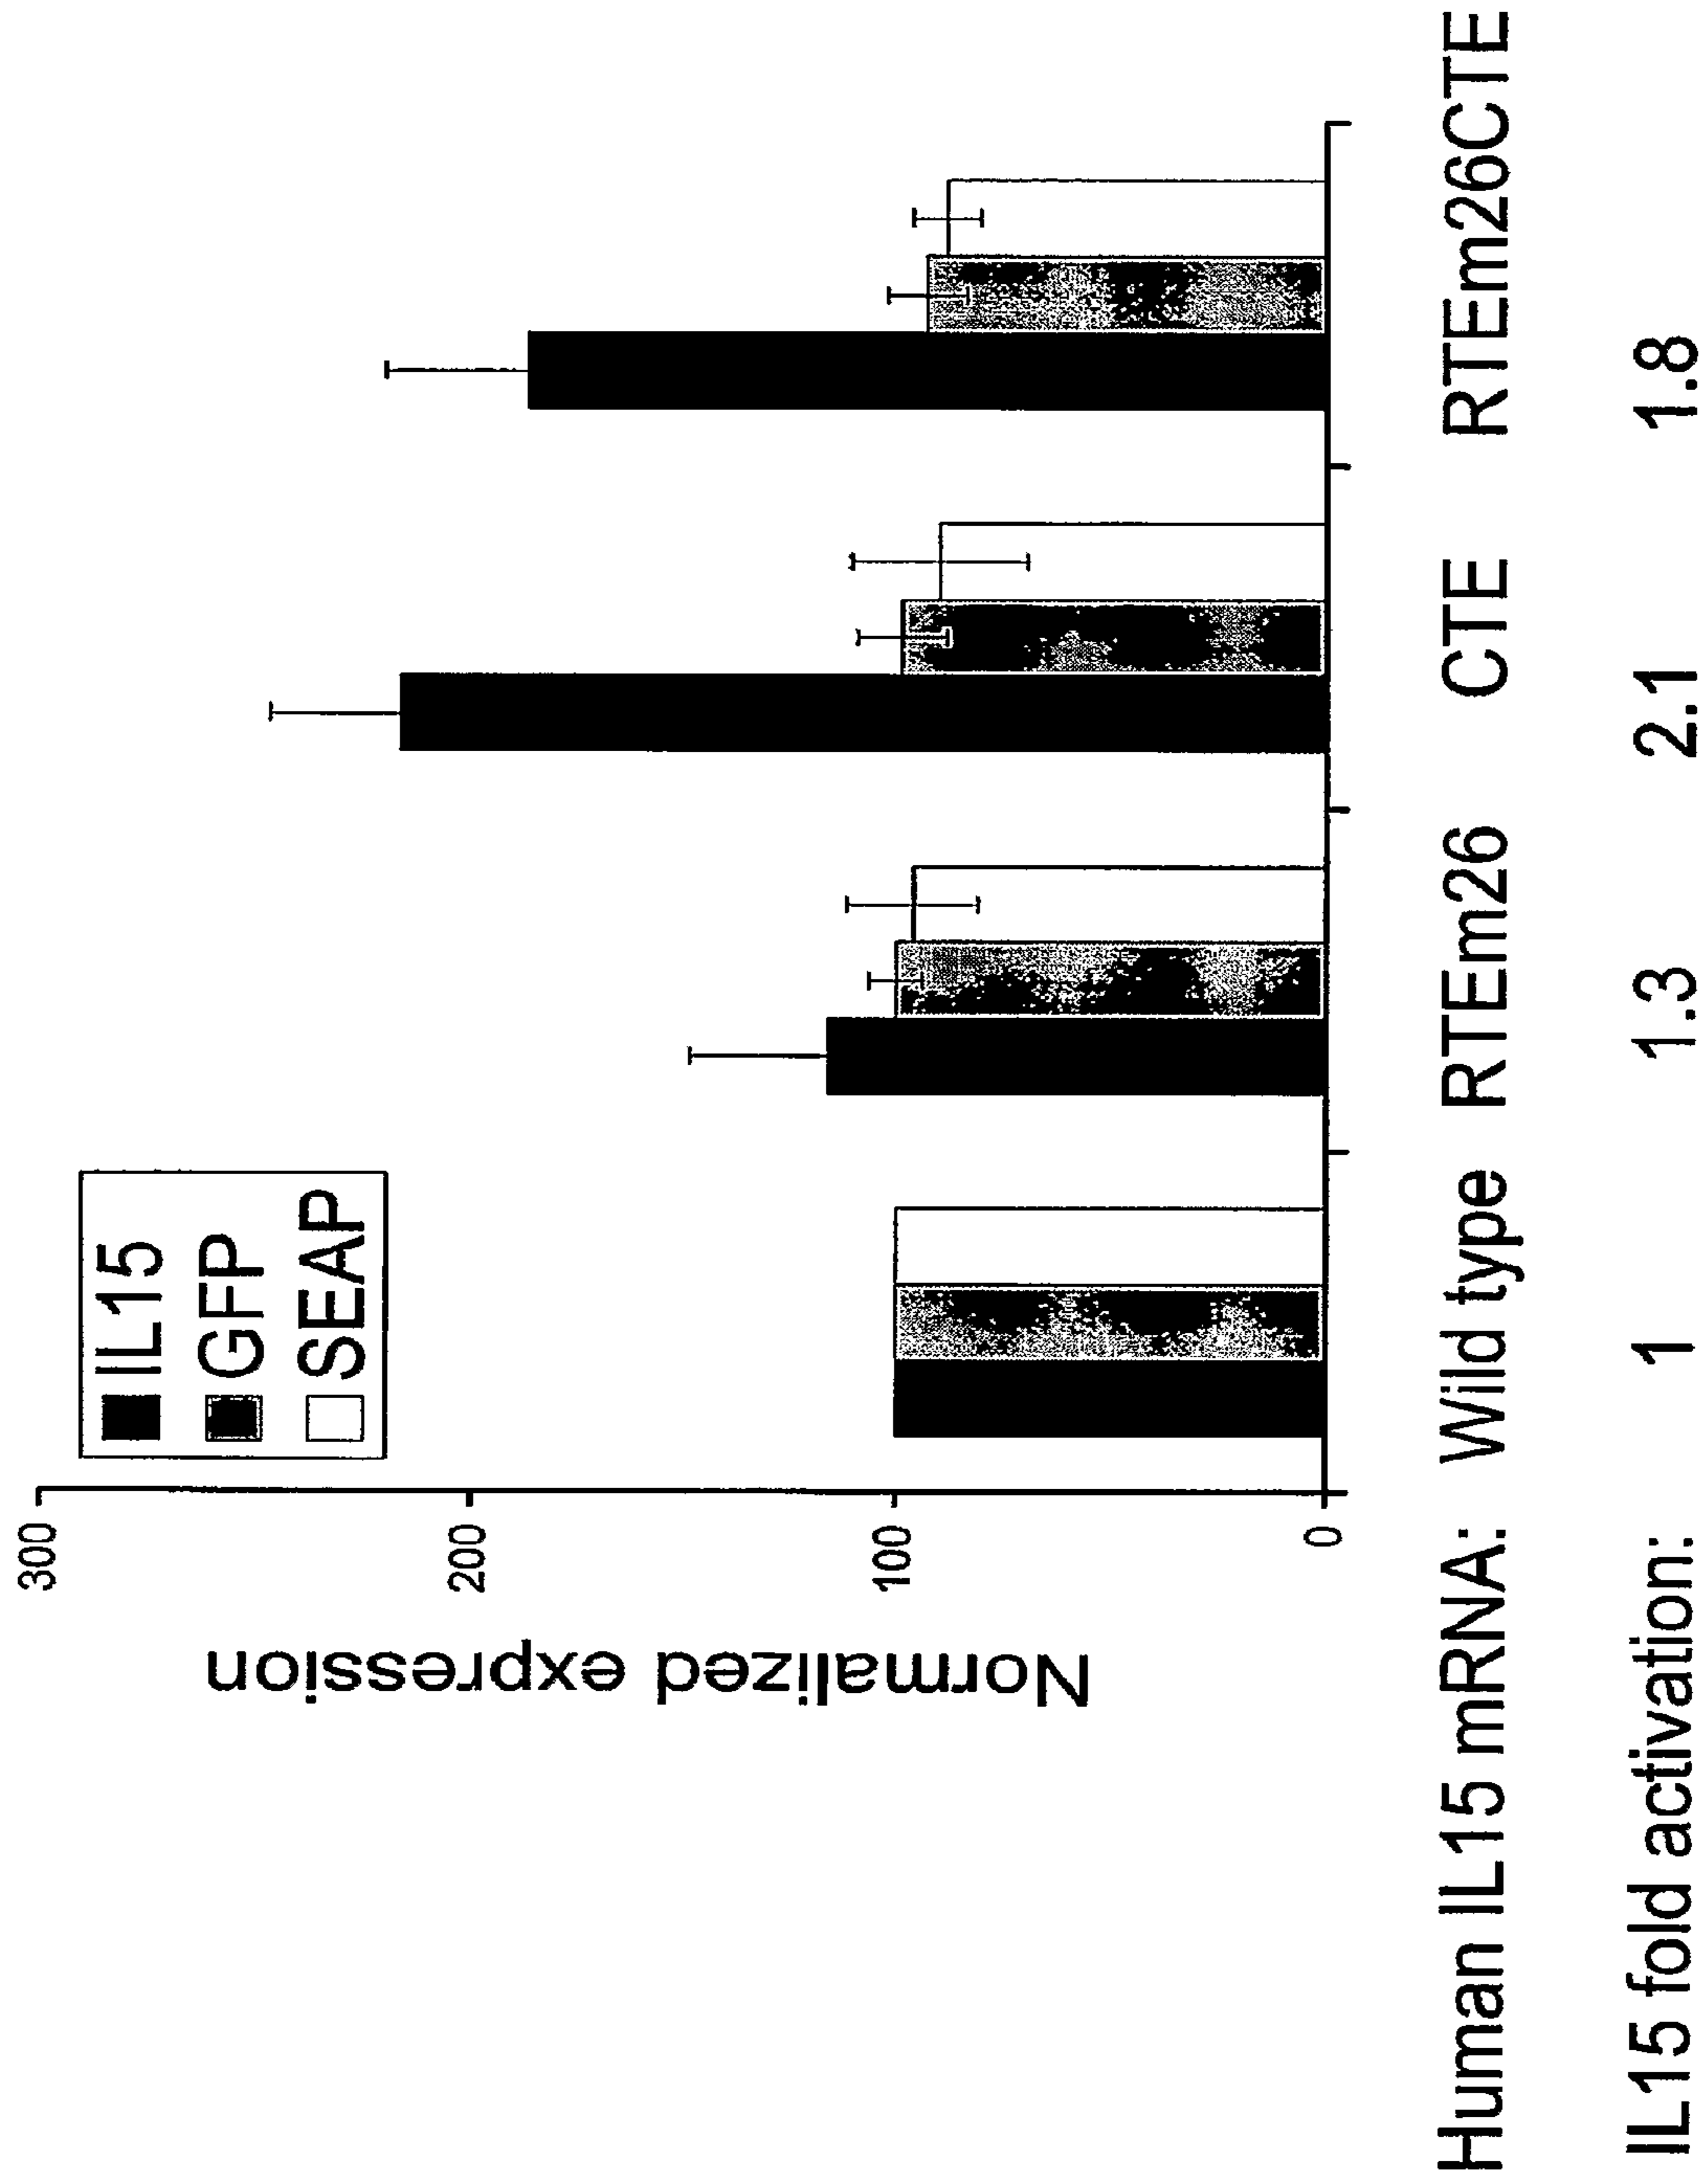 IL15
GFP
SEAP
300
200
100
0
Normalized expression
Human IL15 mRNA: Wild type RTEm26 CTE RTEm26CTE
IL15 fold activation: 1 1.3 2.1 1.8